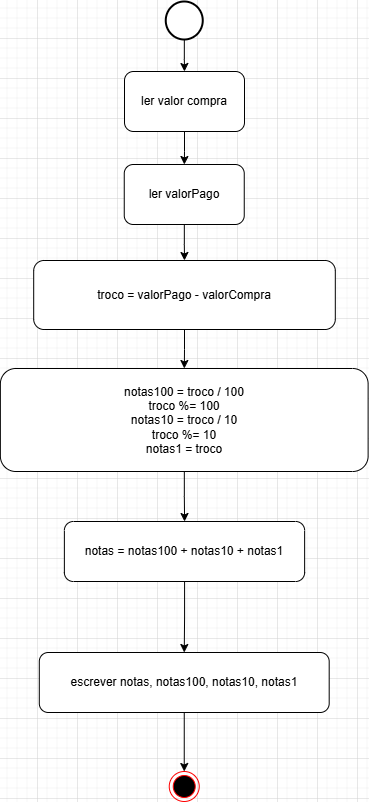 ler valor compra
ler valorPago
troco = valorPago - valorCompra
notas100 = troco / 100
troco %= 100
notas10 = troco / 10
troco %= 10
notas1 = troco
notas = notas100 + notas10 + notas1
escrever notas, notas100, notas10, notas1